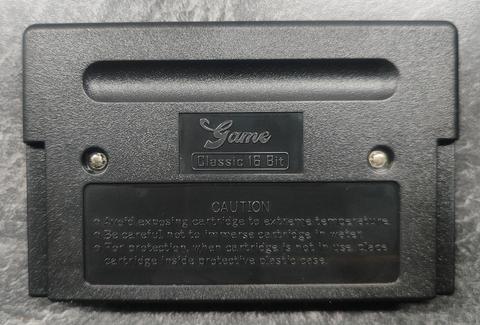 Game
Classic 16 Bit
CAUTION
Avoid exposing cartridge to extreme temperature
Be careful not to immerse cartridge in water
For protection, when cartridge is not in use, place
cartridge inside protective plastic case.